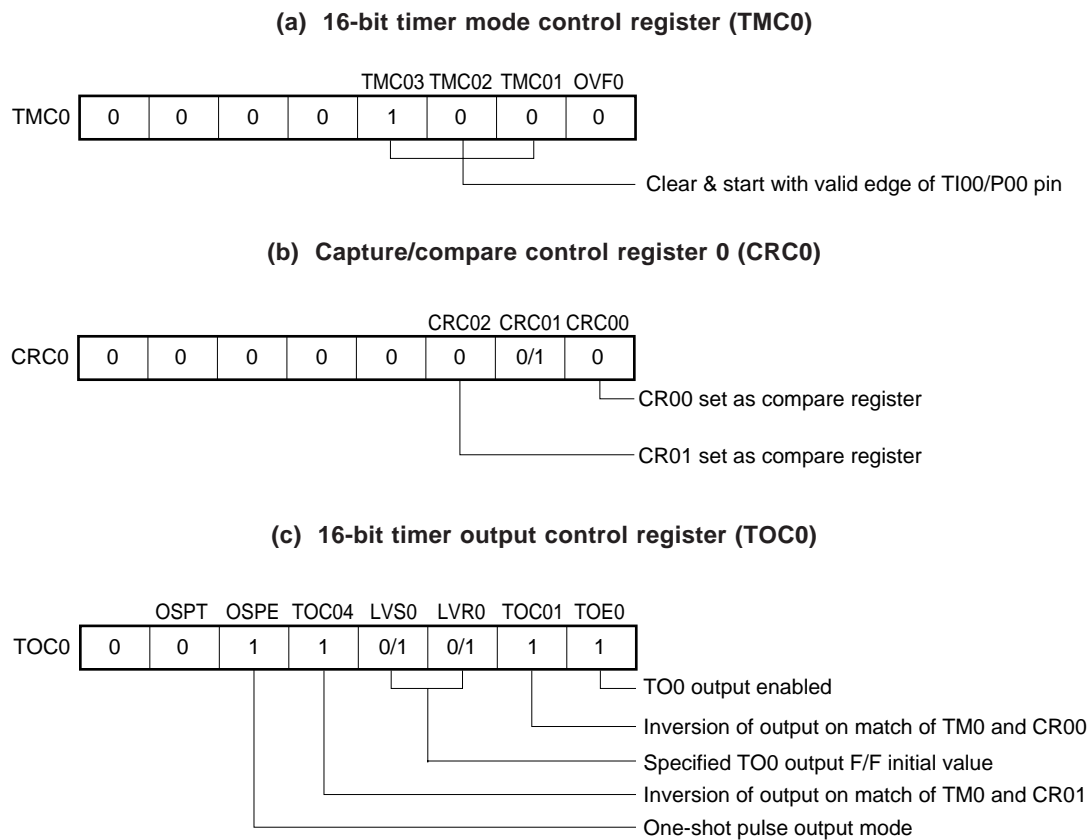 (a) 16-bit timer mode control register (TMC0)
TMC03 TMC02 TMC01 OVF0
TMC0 0 0 0 0 1 0 0 0
Clear & start with valid edge of TI00/P00 pin
(b) Capture/compare control register 0 (CRC0)
CRC02 CRC01 CRC00
CRC0 0 0 0 0 0 0 0/1 0
CR00 set as compare register
CR01 set as compare register
(c) 16-bit timer output control register (TOC0)
OSPT OSPE TOC04 LVS0 LVR0 TOC01 TOE0
TOC0 0 0 1 1 0/1 0/1 1 1
TO0 output enabled
Inversion of output on match of TM0 and CR00
Specified TO0 output F/F initial value
Inversion of output on match of TM0 and CR01
One-shot pulse output mode